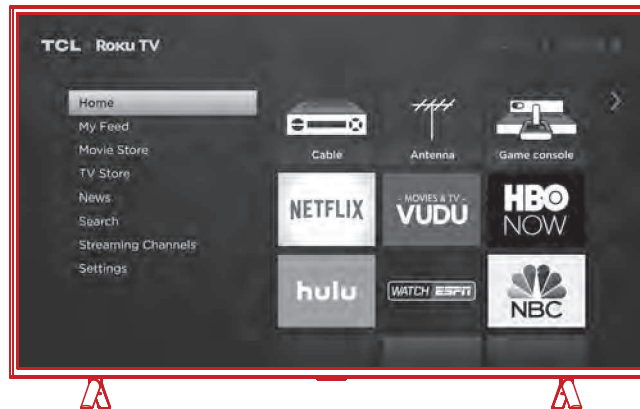 TCL Roku TV
Home
My Feed
Movie Store
TV Store
News
Search
Streaming Channels
Settings
Cable
Antenna
Game console
NETFLIX
- MOVIES & TV -
VUDU
HBO
NOW
hulu
WATCH ESPN
NBC